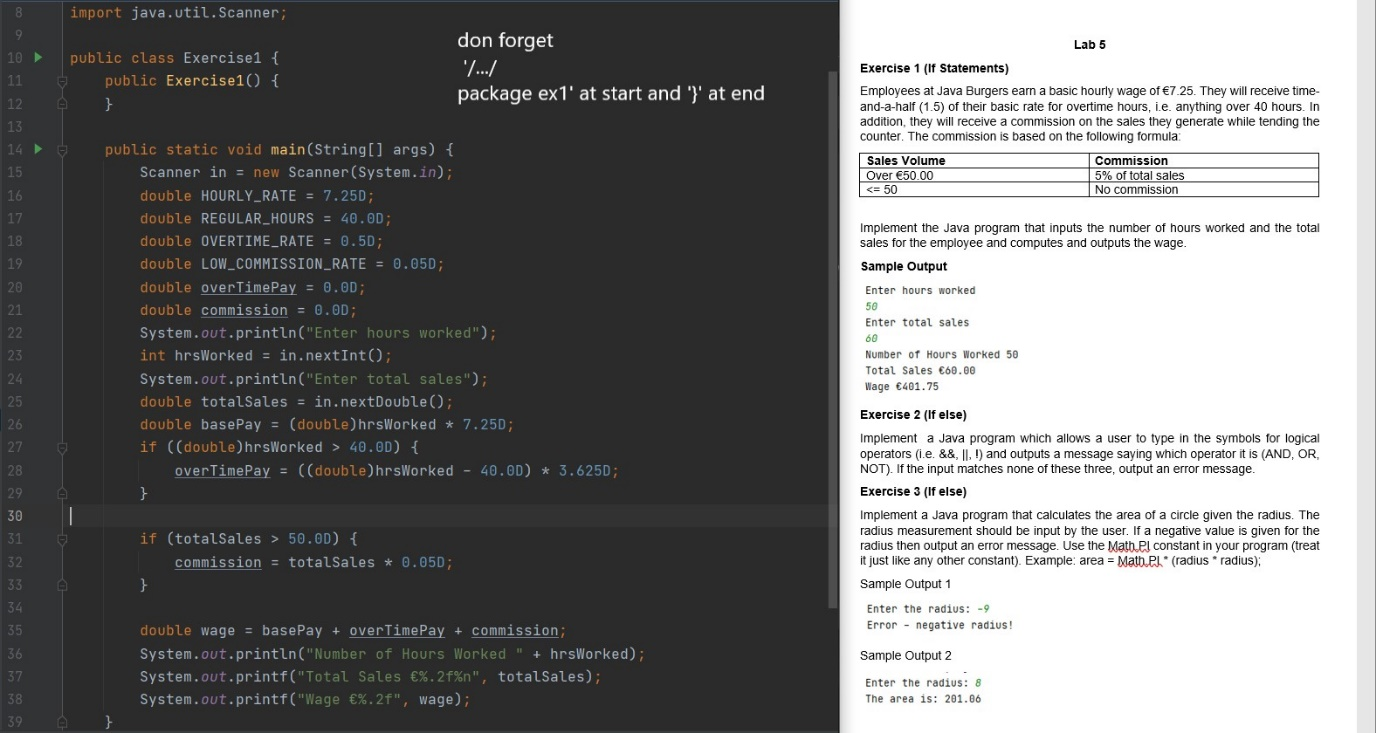 8 import java.util.Scanner;
9
10 public class Exercise1 {
11 public Exercise1() {
12 }
13
14 public static void main(String[] args) {
15 Scanner in = new Scanner(System.in);
16 double HOURLY_RATE = 7.25D;
17 double REGULAR_HOURS = 40.0D;
18 double OVERTIME_RATE = 0.5D;
19 double LOW_COMMISSION_RATE = 0.05D;
20 double overTimePay = 0.0D;
21 double commission = 0.0D;
22 System.out.println("Enter hours worked");
23 int hrsWorked = in.nextInt();
24 System.out.println("Enter total sales");
25 double totalSales = in.nextDouble();
26 double basePay = (double)hrsWorked * 7.25D;
27 if ((double)hrsWorked > 40.0D) {
28 overTimePay = ((double)hrsWorked - 40.0D) * 3.625D;
29 }
30
31 if (totalSales > 50.0D) {
32 commission = totalSales * 0.05D;
33 }
34
35 double wage = basePay + overTimePay + commission;
36 System.out.println("Number of Hours Worked " + hrsWorked);
37 System.out.printf("Total Sales €%.2f%n", totalSales);
38 System.out.printf("Wage €%.2f", wage);
39 }
don forget
'/.../
package ex1' at start and '}' at end
Lab 5
Exercise 1 (If Statements)
Employees at Java Burgers earn a basic hourly wage of €7.25. They will receive time-
and-a-half (1.5) of their basic rate for overtime hours, i.e. anything over 40 hours. In
addition, they will receive a commission on the sales they generate while tending the
counter. The commission is based on the following formula:
Sales Volume Commission
Over €50.00 5% of total sales
<= 50 No commission
Implement the Java program that inputs the number of hours worked and the total
sales for the employee and computes and outputs the wage.
Sample Output
Enter hours worked
50
Enter total sales
60
Number of Hours Worked 50
Total Sales €60.00
Wage €401.75
Exercise 2 (If else)
Implement a Java program which allows a user to type in the symbols for logical
operators (i.e. &&, ||, !) and outputs a message saying which operator it is (AND, OR,
NOT). If the input matches none of these three, output an error message.
Exercise 3 (If else)
Implement a Java program that calculates the area of a circle given the radius. The
radius measurement should be input by the user. If a negative value is given for the
radius then output an error message. Use the Math.PI constant in your program (treat
it just like any other constant). Example: area = Math.PI * (radius * radius);
Sample Output 1
Enter the radius: -9
Error - negative radius!
Sample Output 2
Enter the radius: 8
The area is: 201.06